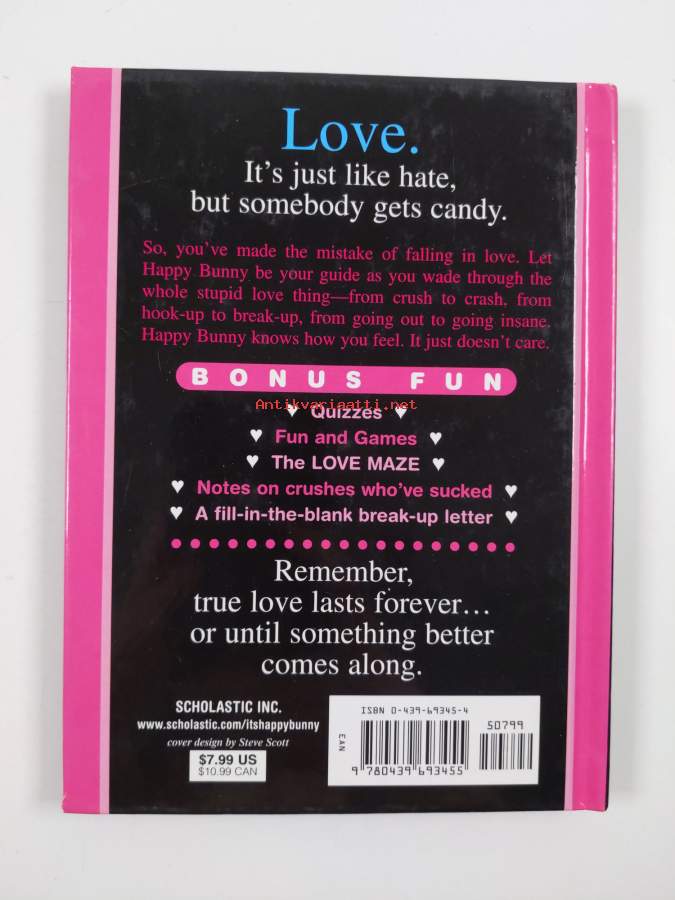 Love.
It's just like hate,
but somebody gets candy.
So, you've made the mistake of falling in love. Let
Happy Bunny be your guide as you wade through the
whole stupid love thing—from crush to crash, from
hook-up to break-up, from going out to going insane.
Happy Bunny knows how you feel. It just doesn't care.
BONUS FUN
Antikvariaatti.net
Quizzes
Fun and Games
The LOVE MAZE
Notes on crushes who've sucked
A fill-in-the-blank break-up letter
Remember,
true love lasts forever…
or until something better
comes along.
SCHOLASTIC INC.
www.scholastic.com/itshappybunny
cover design by Steve Scott
$7.99 US
$10.99 CAN
ISBN 0-439-69345-4
50799
EAN
9 780439 693455